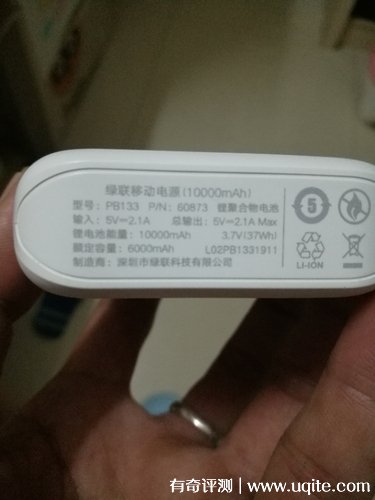 绿联移动电源(10000mAh)
型号：PB133 P/N：60873 锂聚合物电池
输入：5V⎓2.1A 总输出：5V⎓2.1A Max
锂电池能量：10000mAh 3.7V(37Wh)
额定容量：6000mAh L02PB1331911
制造商：深圳市绿联科技有限公司
5
LI-ION
有奇评测 | www.uqite.com